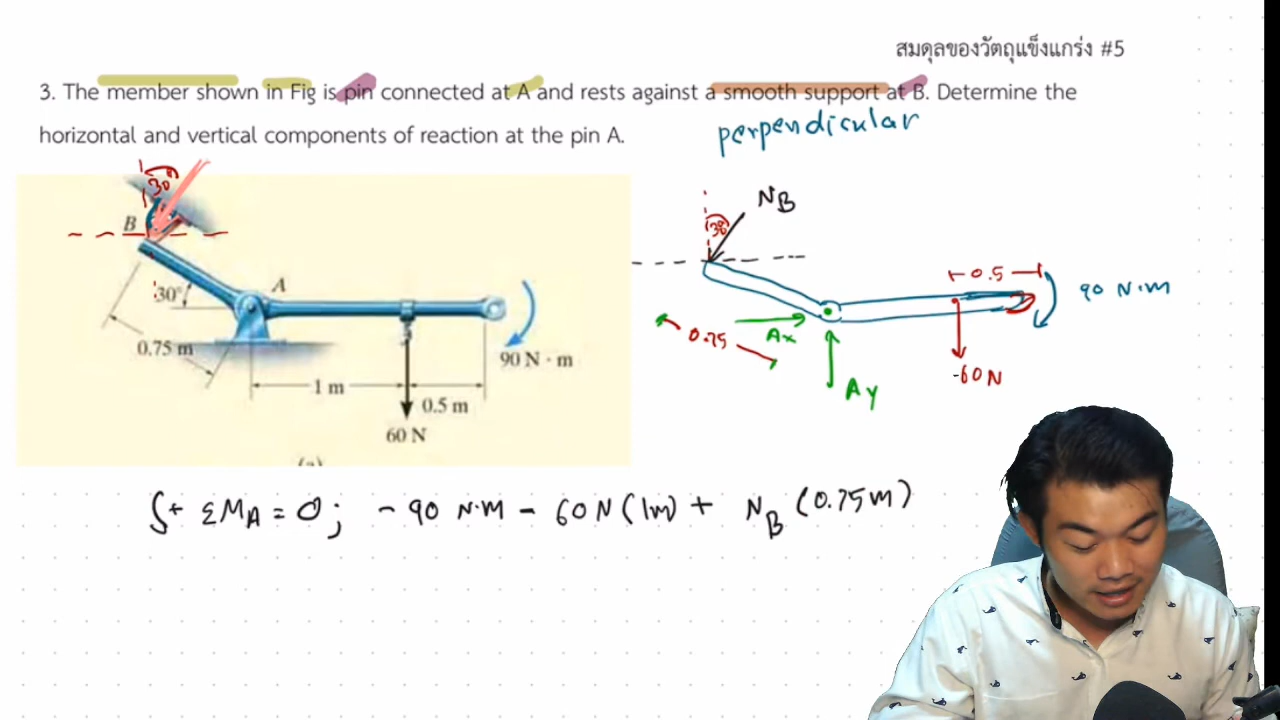 สมดุลของวัตถุแข็งแกร่ง #5
3. The member shown in Fig is pin connected at A and rests against a smooth support at B. Determine the
horizontal and vertical components of reaction at the pin A.
perpendicular
30°
B
A
30°
0.75 m
1 m
0.5 m
60 N
90 N · m
(a)
NB
30
0.5
90 N·m
0.75
Ax
Ay
60 N
ΣMA = 0; - 90 N·m - 60 N (1m) + NB (0.75m)